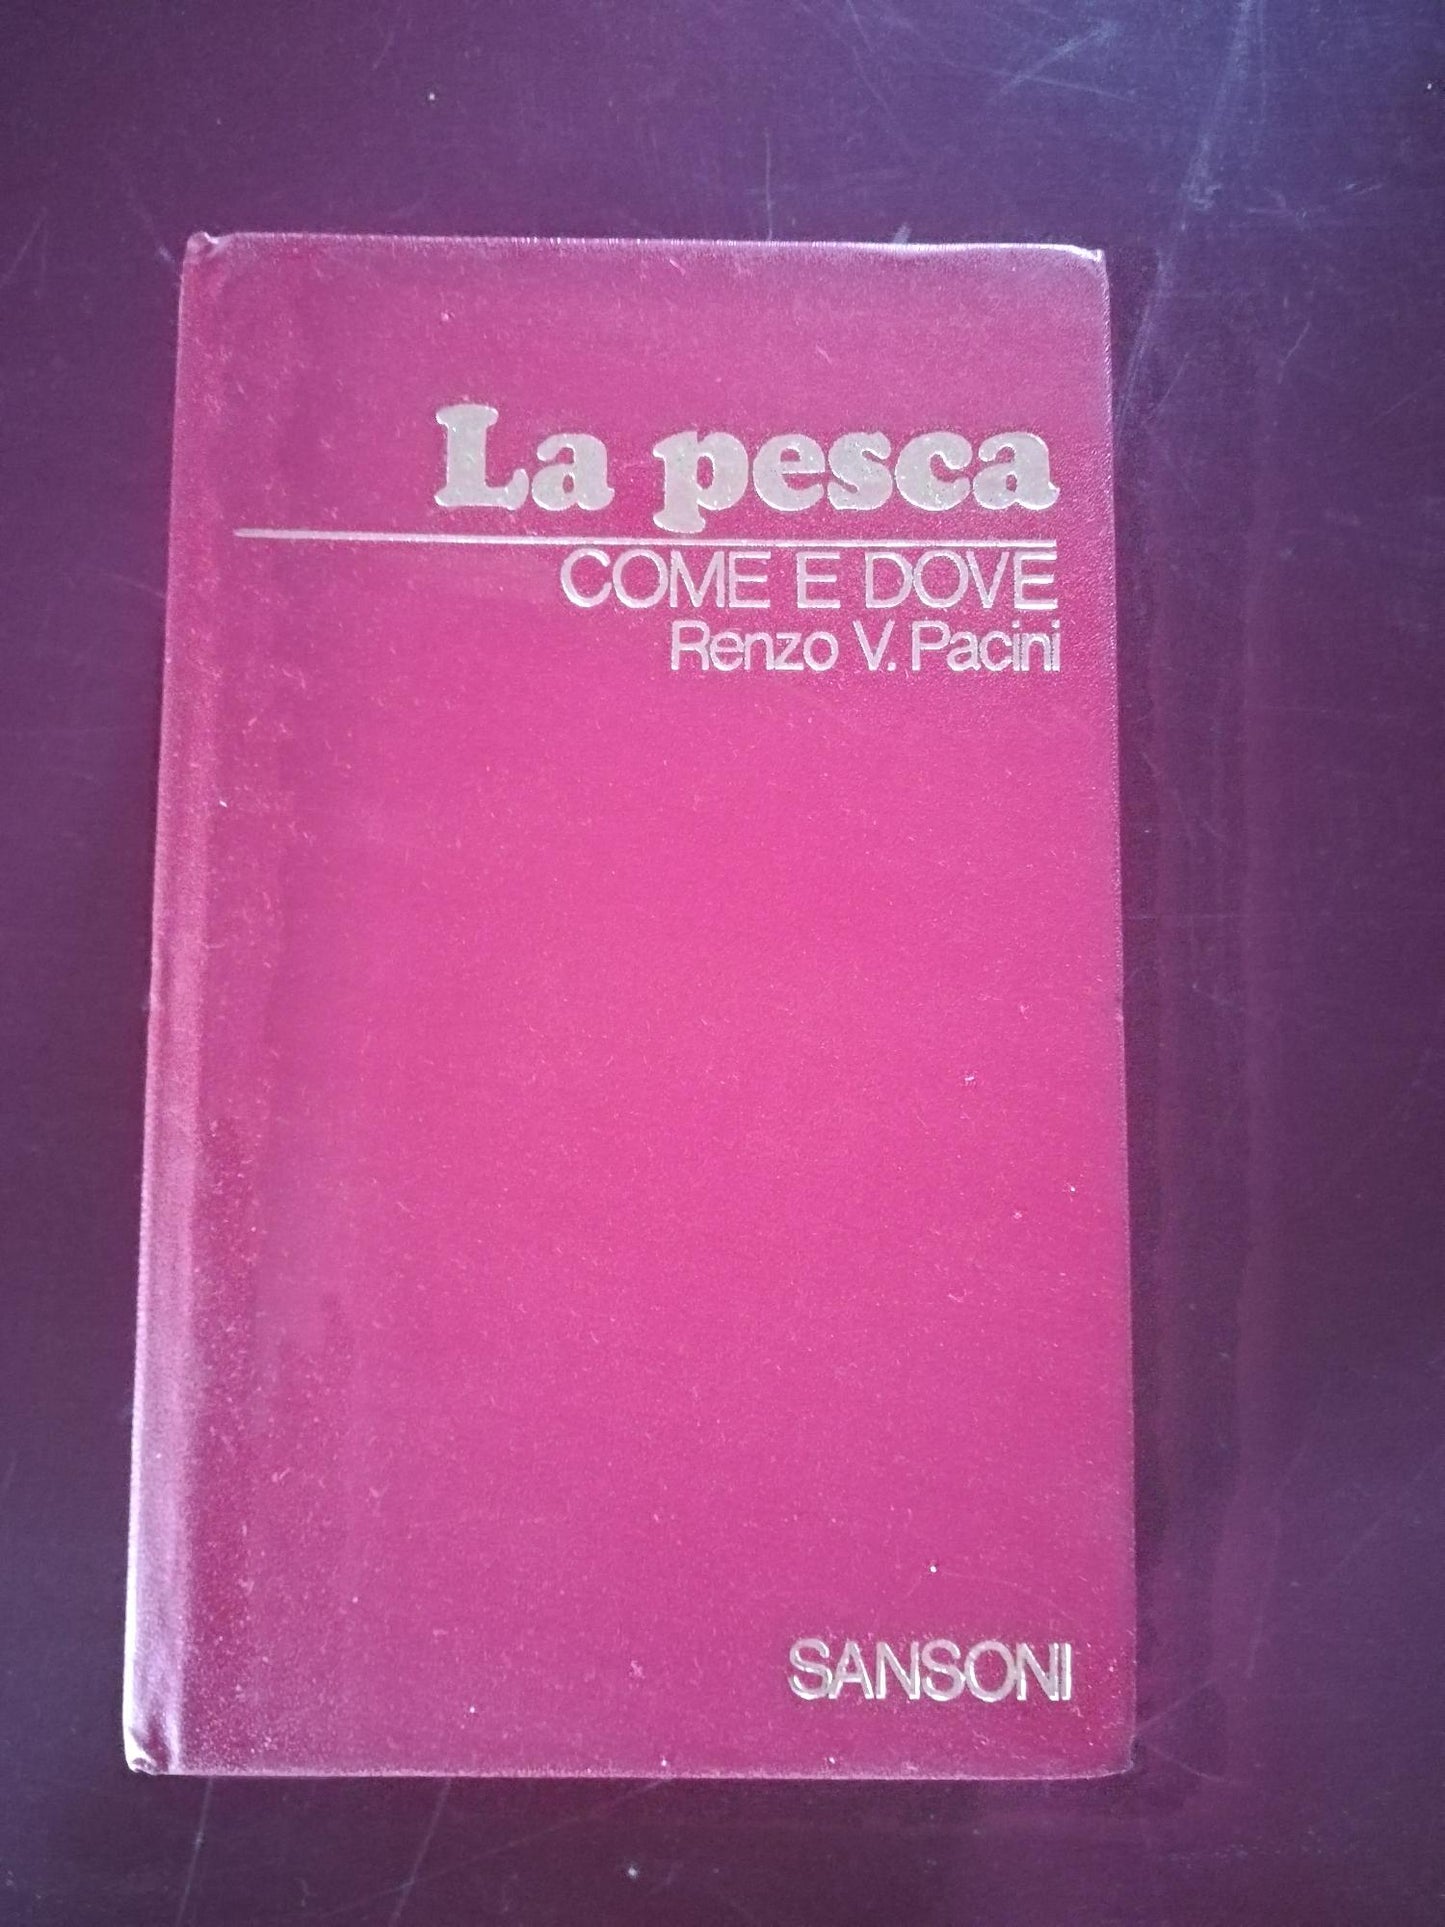 La pesca
COME E DOVE
Renzo V. Pacini
SANSONI